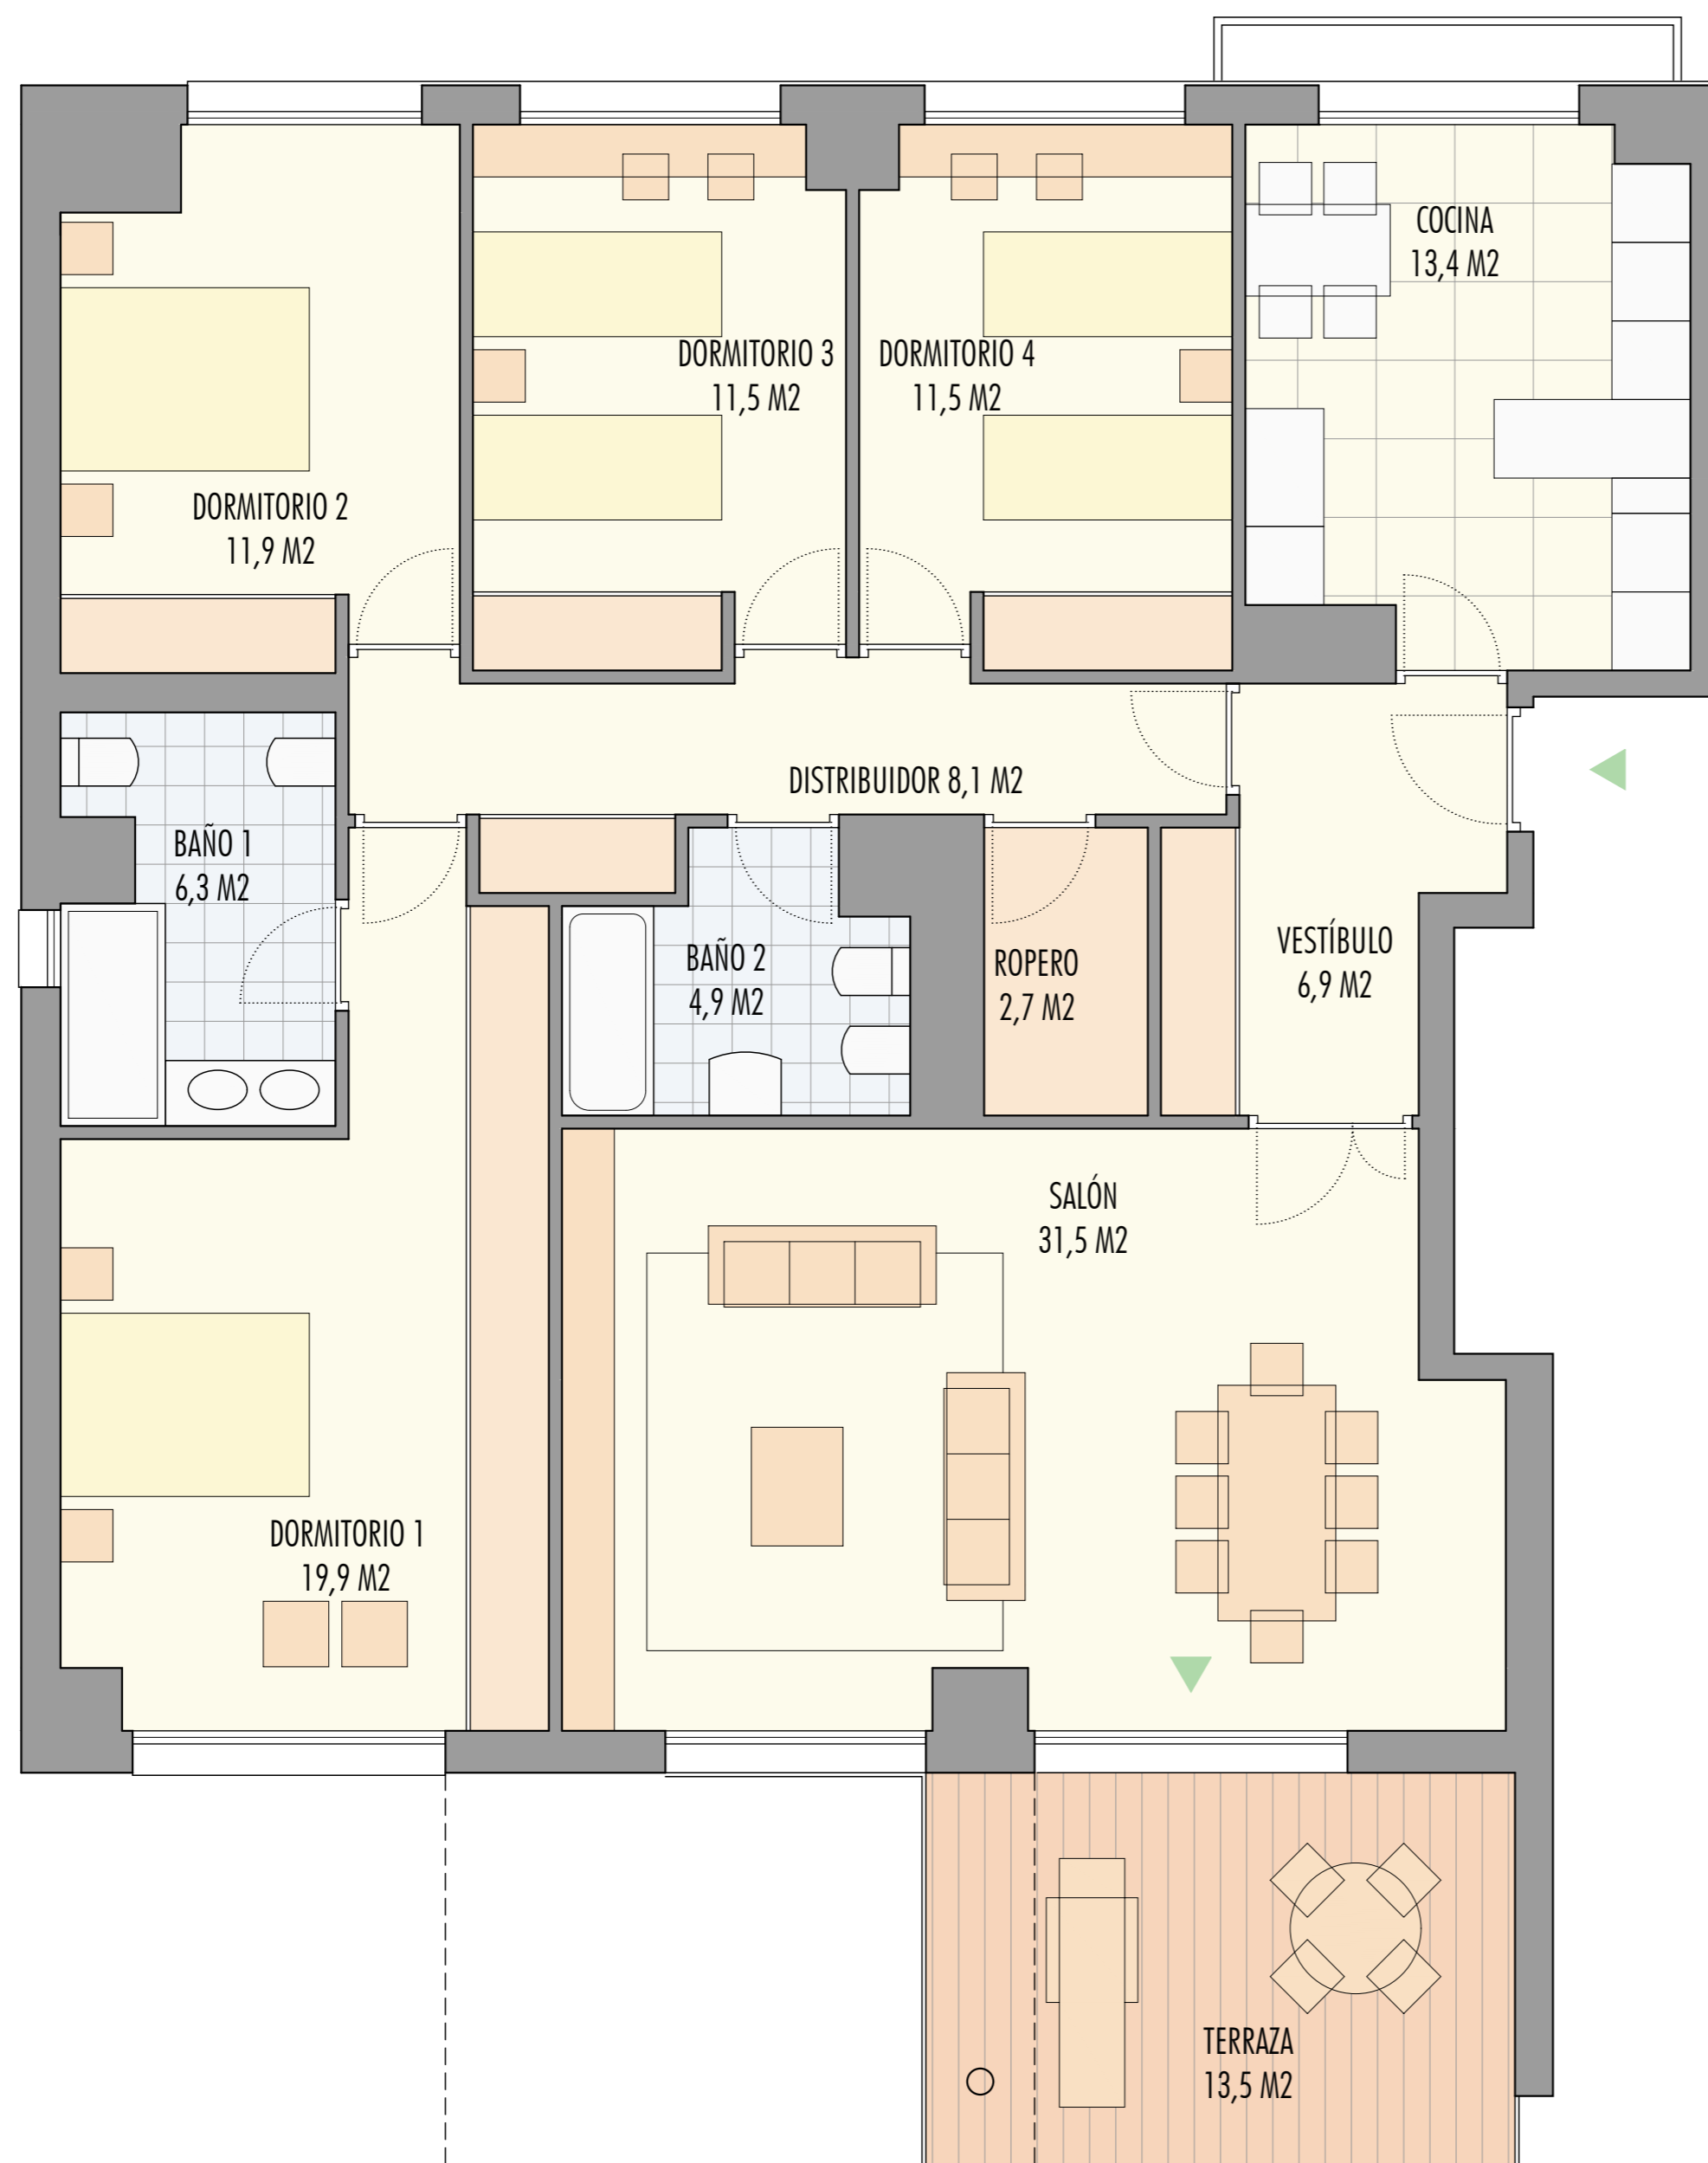 COCINA
13,4 M2
DORMITORIO 3
11,5 M2
DORMITORIO 4
11,5 M2
DORMITORIO 2
11,9 M2
DISTRIBUIDOR 8,1 M2
BAÑO 1
6,3 M2
BAÑO 2
4,9 M2
ROPERO
2,7 M2
VESTÍBULO
6,9 M2
SALÓN
31,5 M2
DORMITORIO 1
19,9 M2
TERRAZA
13,5 M2